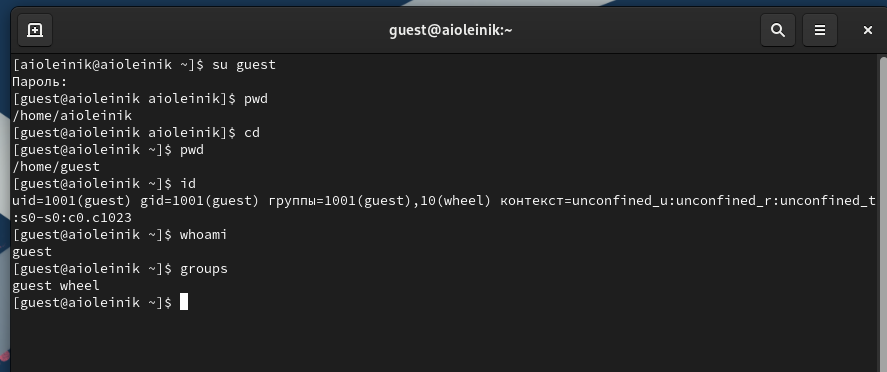 guest@aioleinik:~
[aioleinik@aioleinik ~]$ su guest
Пароль:
[guest@aioleinik aioleinik]$ pwd
/home/aioleinik
[guest@aioleinik aioleinik]$ cd
[guest@aioleinik ~]$ pwd
/home/guest
[guest@aioleinik ~]$ id
uid=1001(guest) gid=1001(guest) группы=1001(guest),10(wheel) контекст=unconfined_u:unconfined_r:unconfined_t
:s0-s0:c0.c1023
[guest@aioleinik ~]$ whoami
guest
[guest@aioleinik ~]$ groups
guest wheel
[guest@aioleinik ~]$